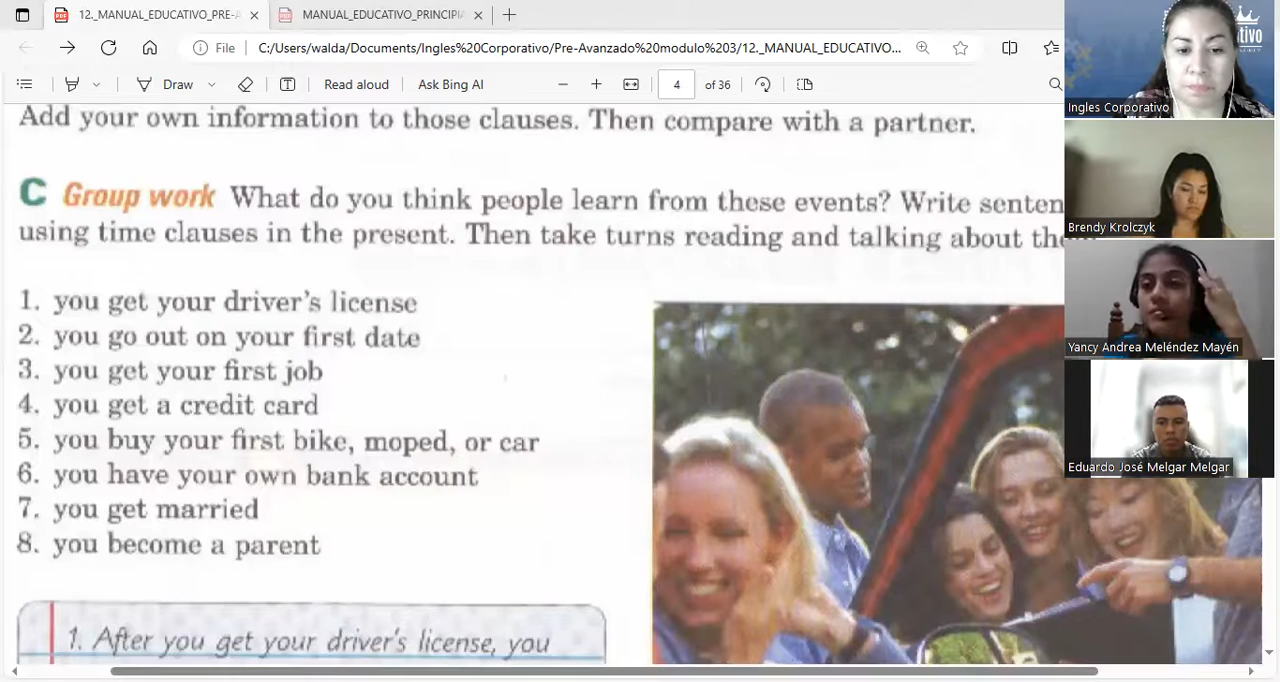 12._MANUAL_EDUCATIVO_PRE-A
MANUAL_EDUCATIVO_PRINCIPIA
File
C:/Users/walda/Documents/Ingles%20Corporativo/Pre-Avanzado%20modulo%203/12._MANUAL_EDUCATIVO...
Draw
Read aloud
Ask Bing AI
4
of 36
Add your own information to those clauses. Then compare with a partner.
C Group work What do you think people learn from these events? Write senten
using time clauses in the present. Then take turns reading and talking about the
1. you get your driver's license
2. you go out on your first date
3. you get your first job
4. you get a credit card
5. you buy your first bike, moped, or car
6. you have your own bank account
7. you get married
8. you become a parent
1. After you get your driver's license, you
Ingles Corporativo
Brendy Krolczyk
Yancy Andrea Meléndez Mayén
Eduardo José Melgar Melgar